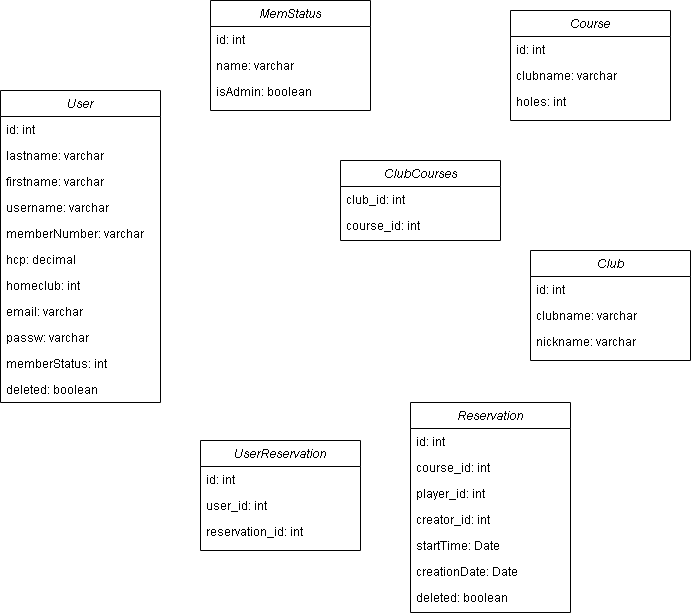 MemStatus
id: int
name: varchar
isAdmin: boolean
Course
id: int
clubname: varchar
holes: int
User
id: int
lastname: varchar
firstname: varchar
username: varchar
memberNumber: varchar
hcp: decimal
homeclub: int
email: varchar
passw: varchar
memberStatus: int
deleted: boolean
ClubCourses
club_id: int
course_id: int
Club
id: int
clubname: varchar
nickname: varchar
UserReservation
id: int
user_id: int
reservation_id: int
Reservation
id: int
course_id: int
player_id: int
creator_id: int
startTime: Date
creationDate: Date
deleted: boolean